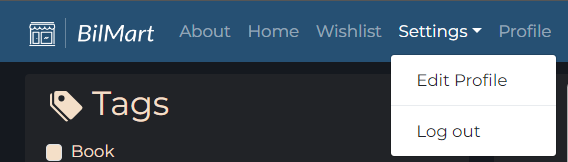 BilMart About Home Wishlist Settings Profile
Edit Profile
Log out
Tags
Book